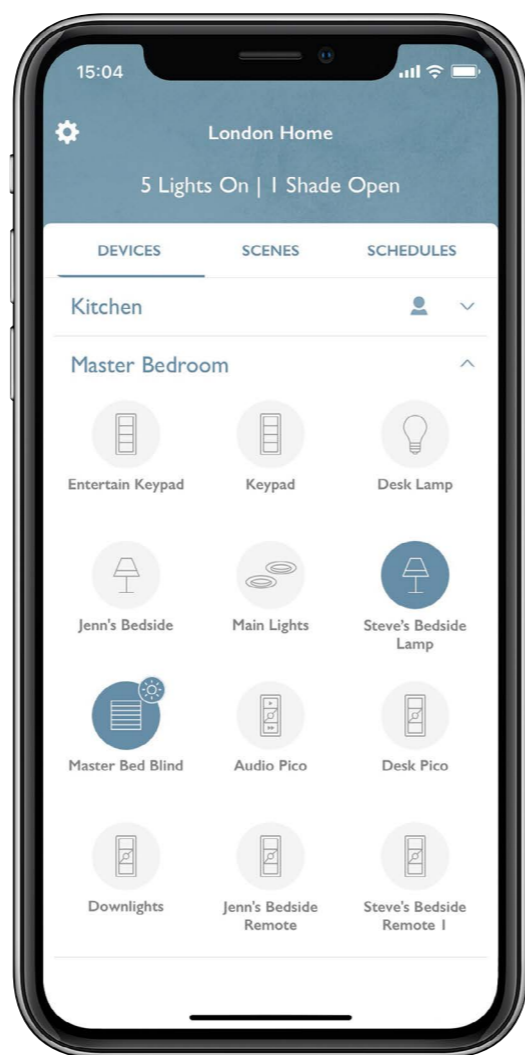 15:04
London Home
5 Lights On | 1 Shade Open
DEVICES SCENES SCHEDULES
Kitchen
Master Bedroom
Entertain Keypad Keypad Desk Lamp
Jenn's Bedside Main Lights Steve's Bedside
Lamp
Master Bed Blind Audio Pico Desk Pico
Downlights Jenn's Bedside Steve's Bedside
Remote Remote 1